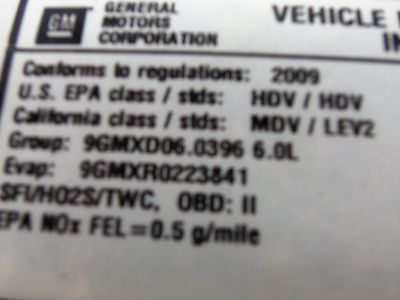 GM
GENERAL
MOTORS
CORPORATION
VEHICLE
IN
Conforms to regulations: 2009
U.S. EPA class / stds: HDV / HDV
California class / stds: MDV / LEV2
Group: 9GMXD06.0396 6.0L
Evap: 9GMXR0223841
SFI/HO2S/TWC, OBD: II
EPA NOx FEL=0.5 g/mile